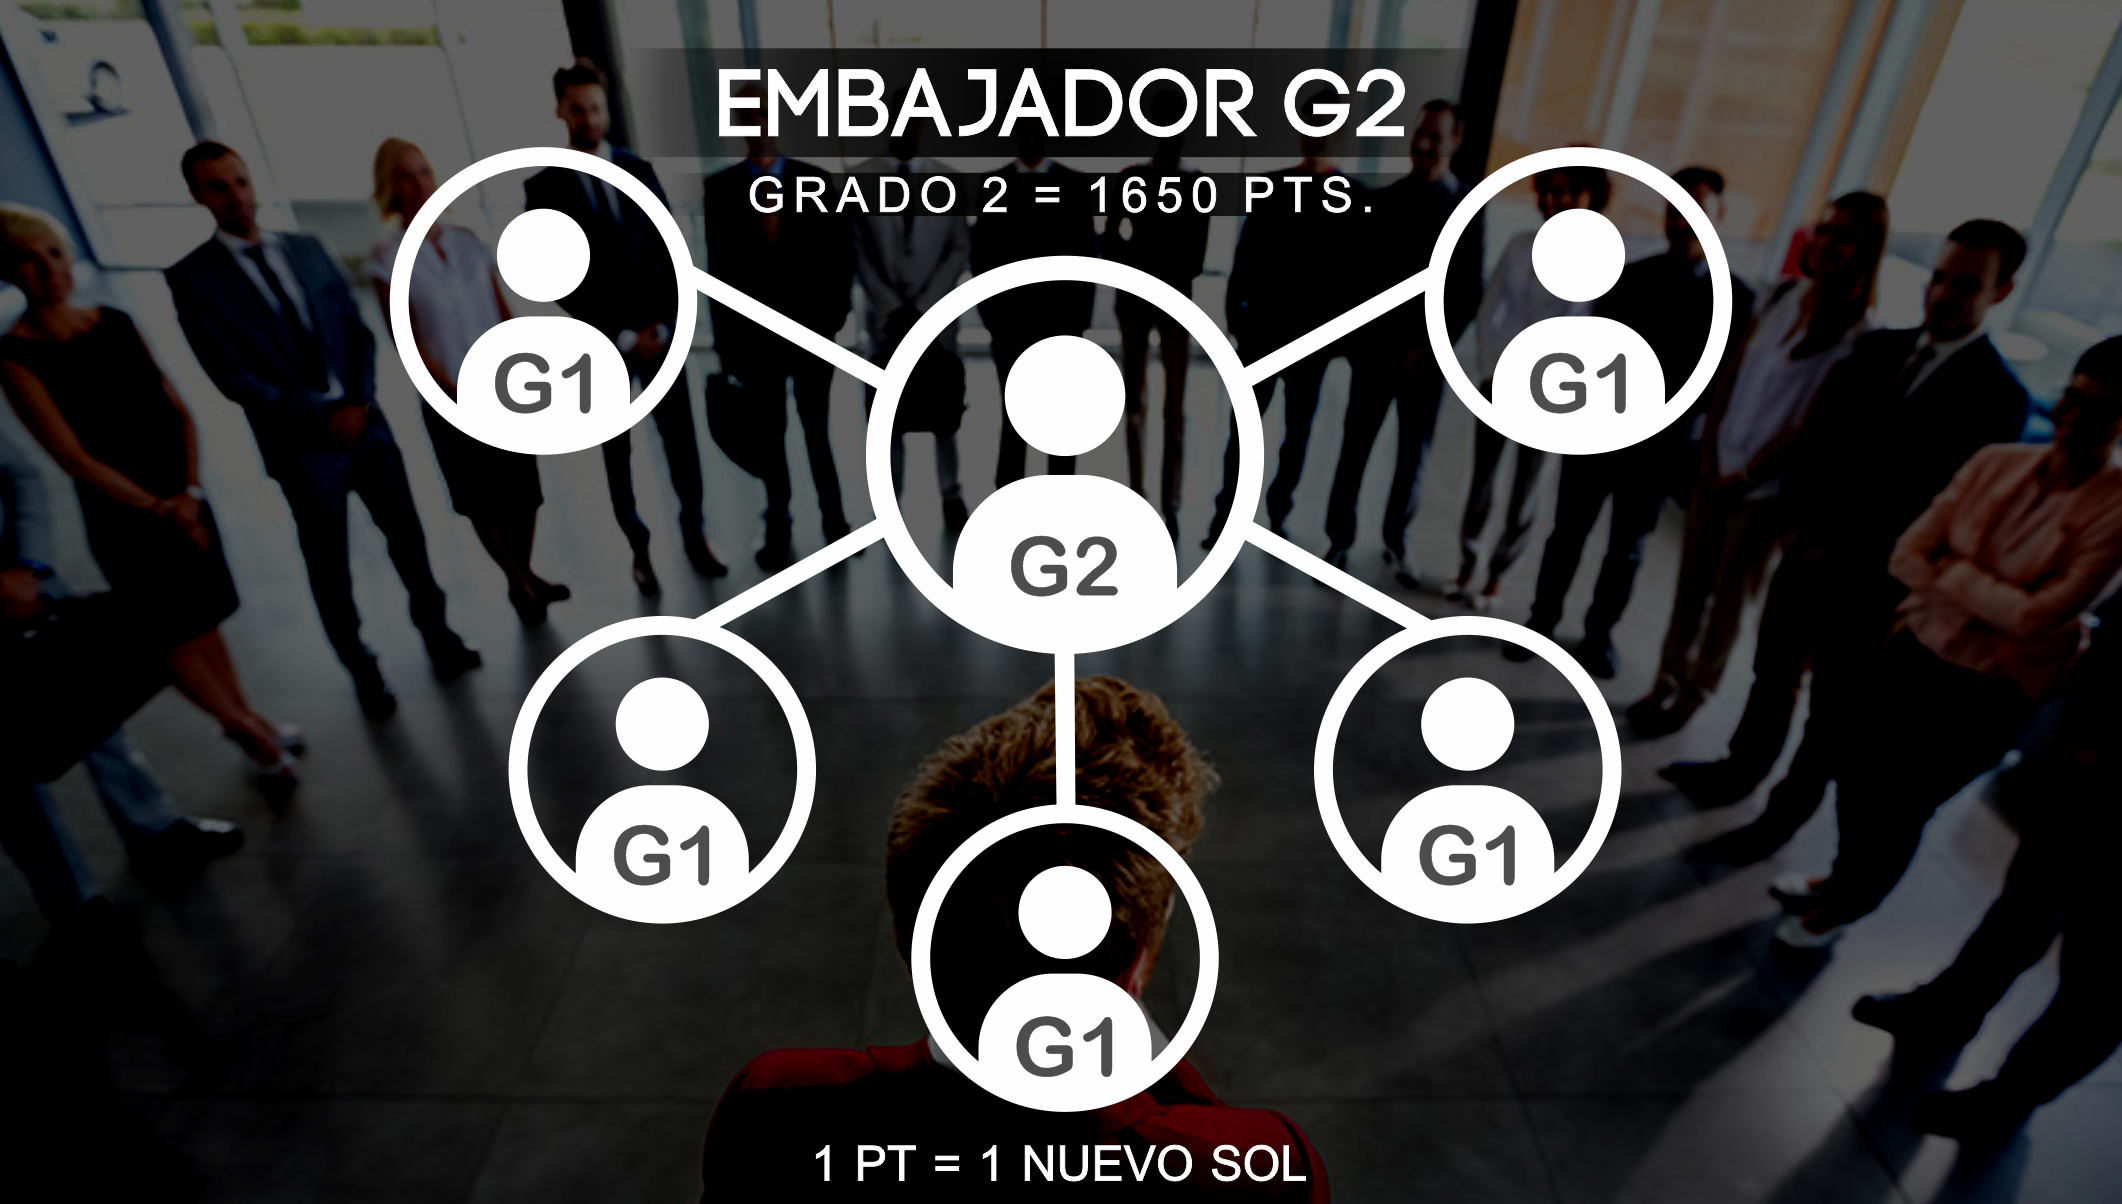 EMBAJADOR G2
GRADO 2 = 1650 PTS.
G1
G1
G2
G1
G1
G1
1 PT = 1 NUEVO SOL